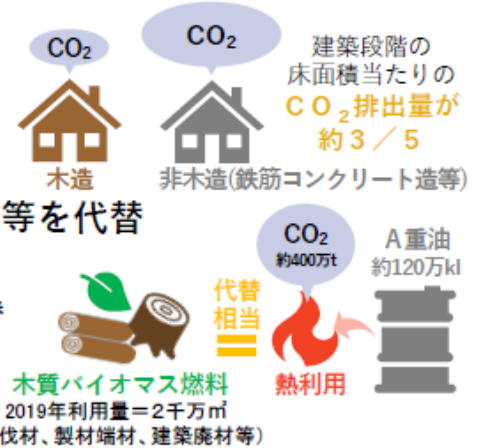 CO₂
CO₂
建築段階の
床面積当たりの
CO₂排出量が
約3/5
木造
非木造(鉄筋コンクリート造等)
等を代替
CO₂
約400万t
A重油
約120万kl
代替
相当
木質バイオマス燃料
熱利用
2019年利用量=2千万㎥
伐材、製材端材、建築廃材等)